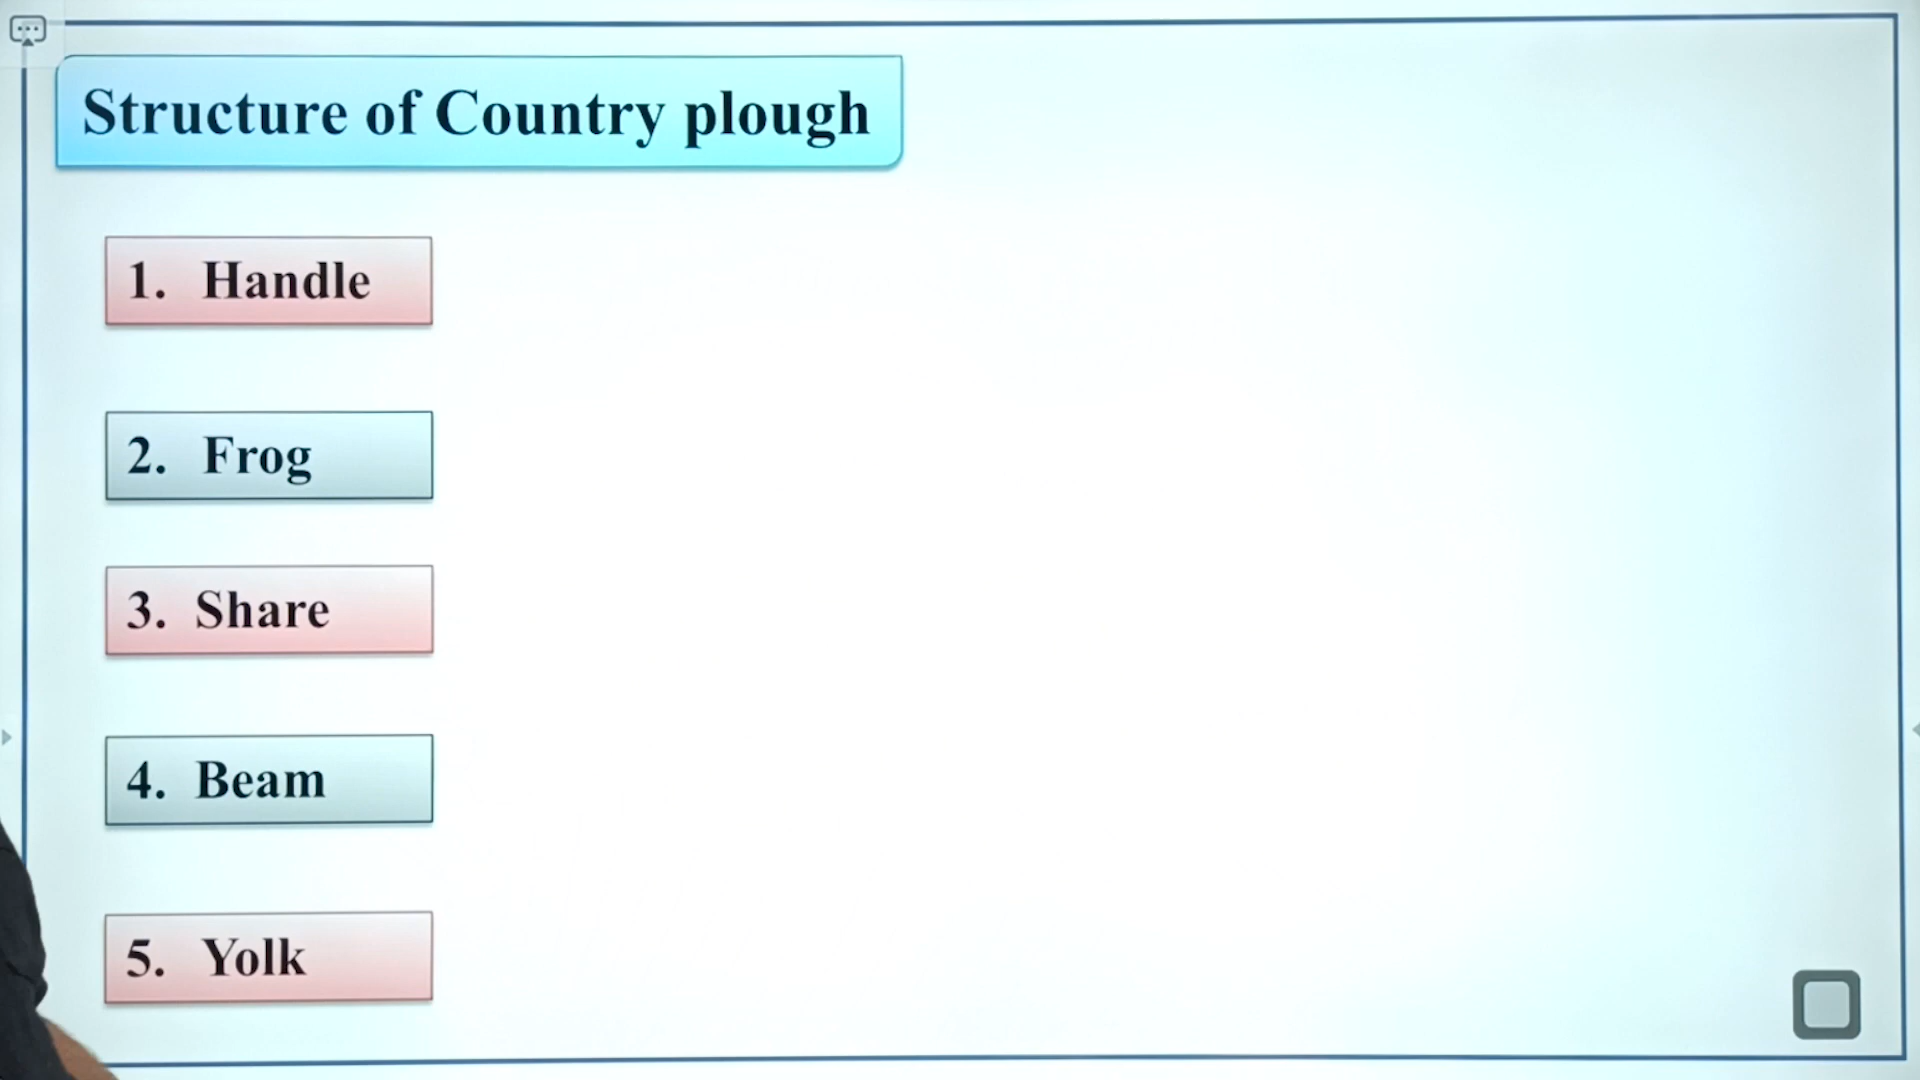 Structure of Country plough
1. Handle
2. Frog
3. Share
4. Beam
5. Yolk